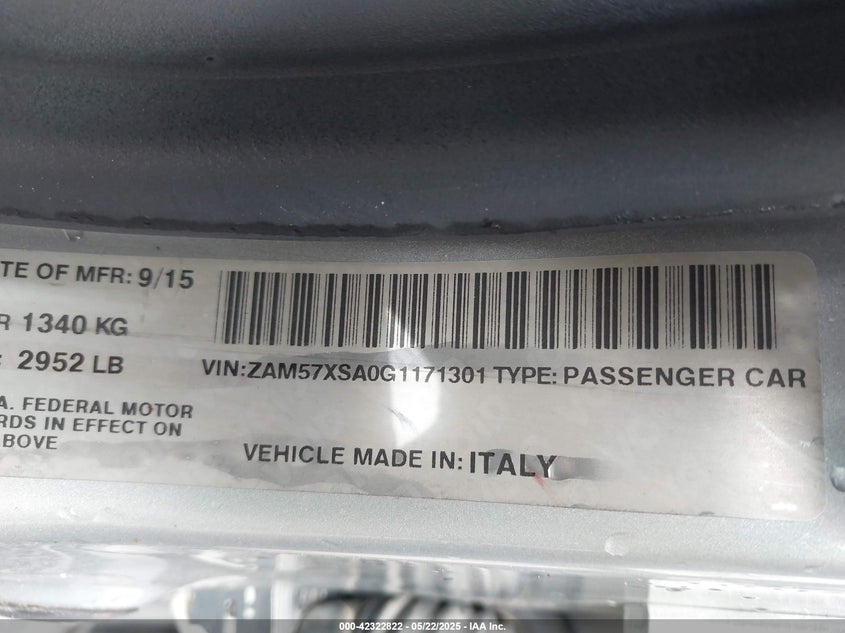 TE OF MFR: 9/15
R 1340 KG
: 2952 LB
VIN:ZAM57XSA0G1171301 TYPE: PASSENGER CAR
A. FEDERAL MOTOR
RDS IN EFFECT ON
ABOVE
VEHICLE MADE IN: ITALY
000-42322822 - 05/22/2025 - IAA Inc.